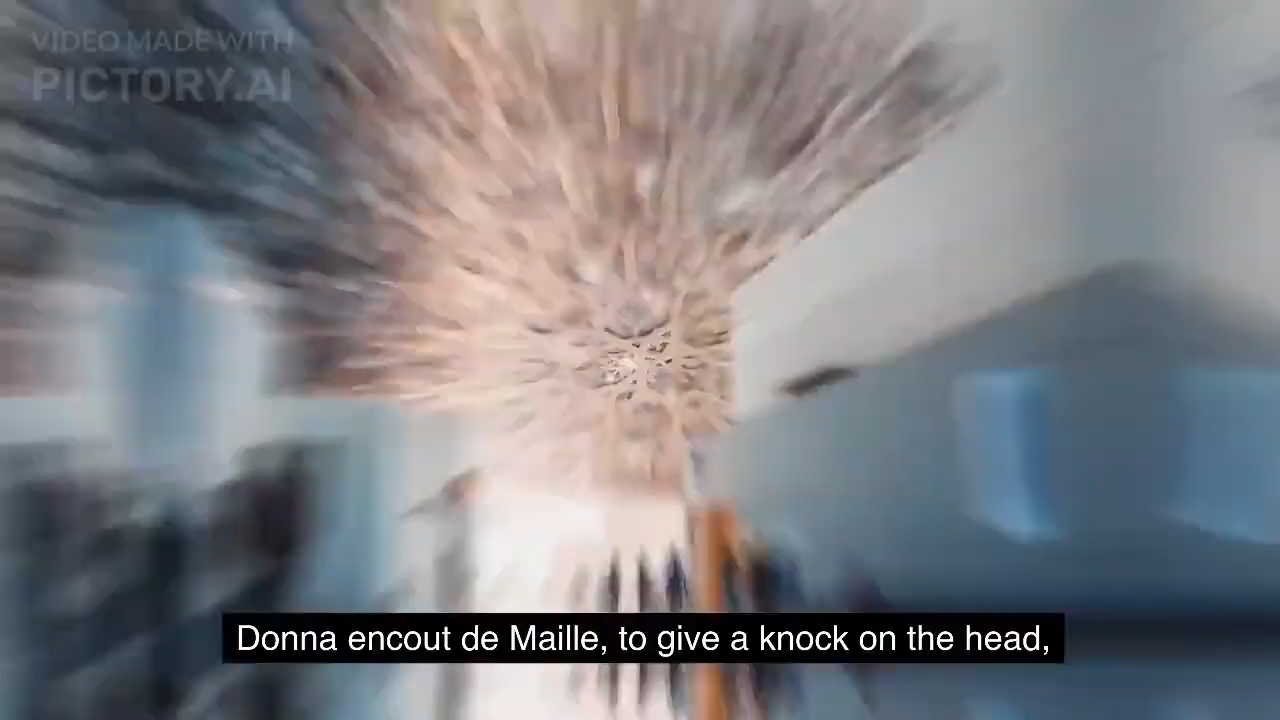 VIDEO MADE WITH
PICTORY.AI
Donna encout de Maille, to give a knock on the head,